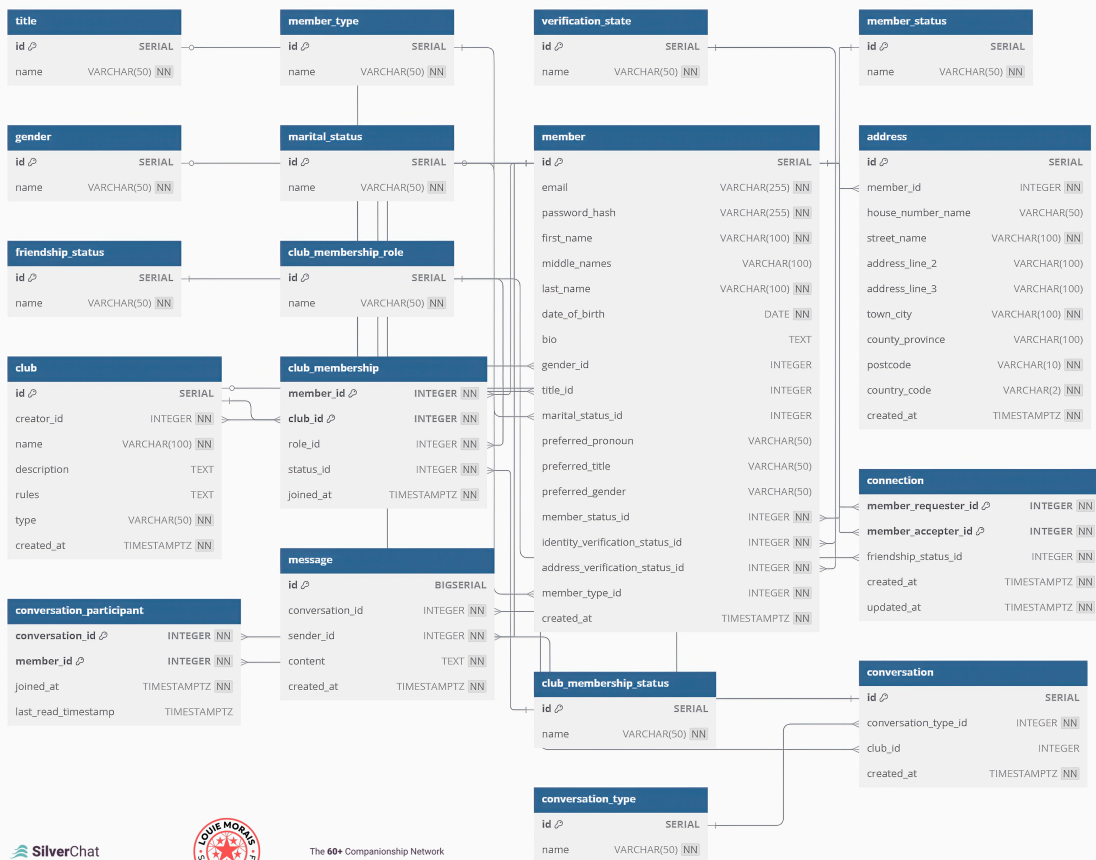 title
id SERIAL
name VARCHAR(50) NN
member_type
id SERIAL
name VARCHAR(50) NN
verification_state
id SERIAL
name VARCHAR(50) NN
member_status
id SERIAL
name VARCHAR(50) NN
gender
id SERIAL
name VARCHAR(50) NN
marital_status
id SERIAL
name VARCHAR(50) NN
member
id SERIAL
email VARCHAR(255) NN
password_hash VARCHAR(255) NN
first_name VARCHAR(100) NN
middle_names VARCHAR(100)
last_name VARCHAR(100) NN
date_of_birth DATE NN
bio TEXT
gender_id INTEGER
title_id INTEGER
marital_status_id INTEGER
preferred_pronoun VARCHAR(50)
preferred_title VARCHAR(50)
preferred_gender VARCHAR(50)
member_status_id INTEGER NN
identity_verification_status_id INTEGER NN
address_verification_status_id INTEGER NN
member_type_id INTEGER NN
created_at TIMESTAMPTZ NN
address
id SERIAL
member_id INTEGER NN
house_number_name VARCHAR(50)
street_name VARCHAR(100) NN
address_line_2 VARCHAR(100)
address_line_3 VARCHAR(100)
town_city VARCHAR(100) NN
county_province VARCHAR(100)
postcode VARCHAR(10) NN
country_code VARCHAR(2) NN
created_at TIMESTAMPTZ NN
friendship_status
id SERIAL
name VARCHAR(50) NN
club_membership_role
id SERIAL
name VARCHAR(50) NN
club
id SERIAL
creator_id INTEGER NN
name VARCHAR(100) NN
description TEXT
rules TEXT
type VARCHAR(50) NN
created_at TIMESTAMPTZ NN
club_membership
member_id INTEGER NN
club_id INTEGER NN
role_id INTEGER NN
status_id INTEGER NN
joined_at TIMESTAMPTZ NN
connection
member_requester_id INTEGER NN
member_accepter_id INTEGER NN
friendship_status_id INTEGER NN
created_at TIMESTAMPTZ NN
updated_at TIMESTAMPTZ NN
message
id BIGSERIAL
conversation_id INTEGER NN
sender_id INTEGER NN
content TEXT NN
created_at TIMESTAMPTZ NN
conversation_participant
conversation_id INTEGER NN
member_id INTEGER NN
joined_at TIMESTAMPTZ NN
last_read_timestamp TIMESTAMPTZ
club_membership_status
id SERIAL
name VARCHAR(50) NN
conversation
id SERIAL
conversation_type_id INTEGER NN
club_id INTEGER
created_at TIMESTAMPTZ NN
conversation_type
id SERIAL
name VARCHAR(50) NN
SilverChat
LOUIE MORAIS
The 60+ Companionship Network